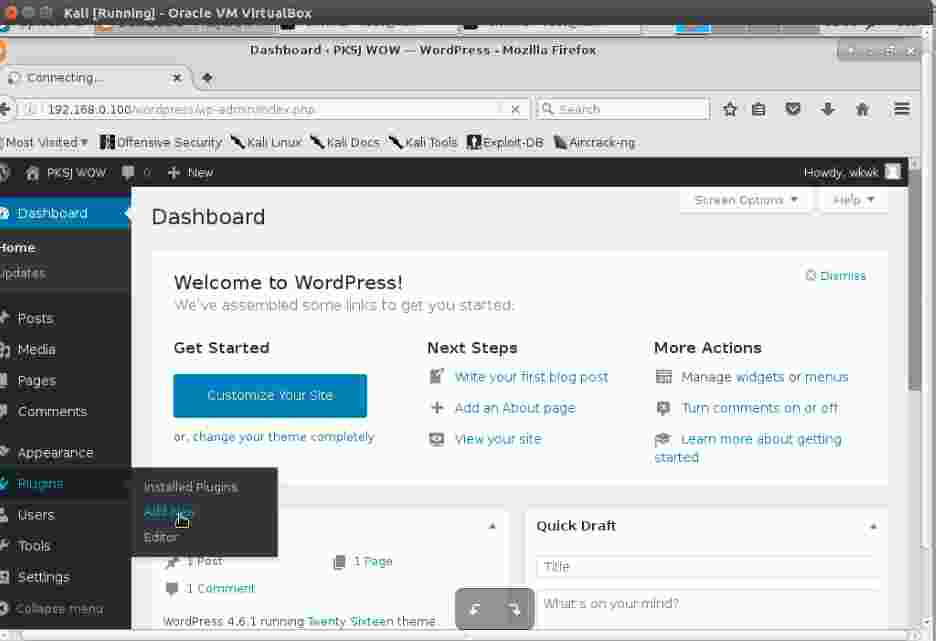 Kali [Running] - Oracle VM VirtualBox
Dashboard ‹ PKSJ WOW — WordPress - Mozilla Firefox
Connecting...
192.168.0.100/wordpress/wp-admin/index.php
Search
Most Visited
Offensive Security
Kali Linux
Kali Docs
Kali Tools
Exploit-DB
Aircrack-ng
PKSJ WOW
0
New
Howdy, wkwk
Dashboard
Home
Updates
Posts
Media
Pages
Comments
Appearance
Plugins
Users
Tools
Settings
Collapse menu
Installed Plugins
Add New
Editor
Screen Options
Help
Dashboard
Welcome to WordPress!
We've assembled some links to get you started:
Dismiss
Get Started
Customize Your Site
or, change your theme completely
Next Steps
Write your first blog post
Add an About page
View your site
More Actions
Manage widgets or menus
Turn comments on or off
Learn more about getting
started
1 Post
1 Page
1 Comment
WordPress 4.6.1 running Twenty Sixteen theme.
Quick Draft
Title
What's on your mind?